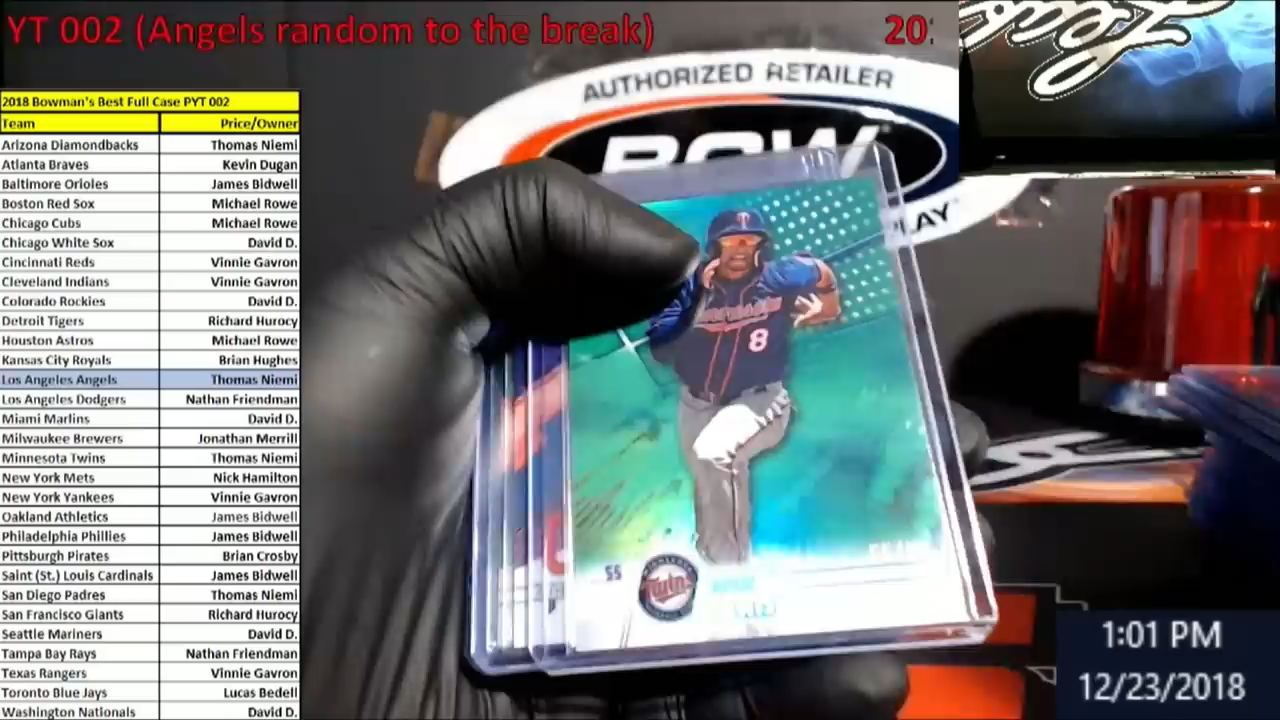 YT 002 (Angels random to the break)
20
2018 Bowman's Best Full Case PYT 002
Team Price/Owner
Arizona Diamondbacks Thomas Niemi
Atlanta Braves Kevin Dugan
Baltimore Orioles James Bidwell
Boston Red Sox Michael Rowe
Chicago Cubs Michael Rowe
Chicago White Sox David D.
Cincinnati Reds Vinnie Gavron
Cleveland Indians Vinnie Gavron
Colorado Rockies David D.
Detroit Tigers Richard Hurocy
Houston Astros Michael Rowe
Kansas City Royals Brian Hughes
Los Angeles Angels Thomas Niemi
Los Angeles Dodgers Nathan Friendman
Miami Marlins David D.
Milwaukee Brewers Jonathan Merrill
Minnesota Twins Thomas Niemi
New York Mets Nick Hamilton
New York Yankees Vinnie Gavron
Oakland Athletics James Bidwell
Philadelphia Phillies James Bidwell
Pittsburgh Pirates Brian Crosby
Saint (St.) Louis Cardinals James Bidwell
San Diego Padres Thomas Niemi
San Francisco Giants Richard Hurocy
Seattle Mariners David D.
Tampa Bay Rays Nathan Friendman
Texas Rangers Vinnie Gavron
Toronto Blue Jays Lucas Bedell
Washington Nationals David D.
AUTHORIZED RETAILER
BCW
PLAY
8
SS
Twins
1:01 PM
12/23/2018